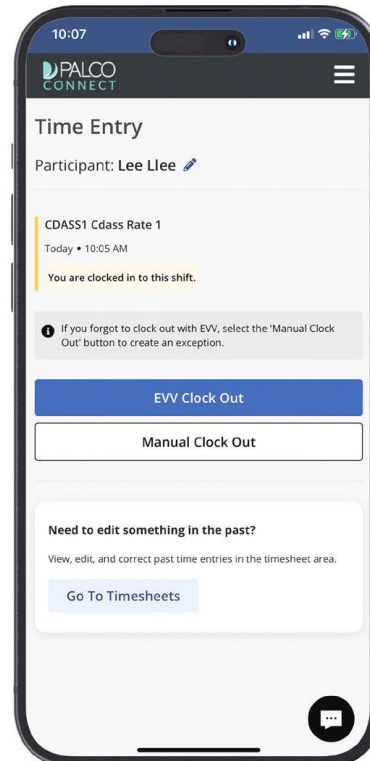 10:07
PALCO
CONNECT
Time Entry
Participant: Lee Llee
CDASS1 Cdass Rate 1
Today • 10:05 AM
You are clocked in to this shift.
If you forgot to clock out with EVV, select the 'Manual Clock
Out' button to create an exception.
EVV Clock Out
Manual Clock Out
Need to edit something in the past?
View, edit, and correct past time entries in the timesheet area.
Go To Timesheets